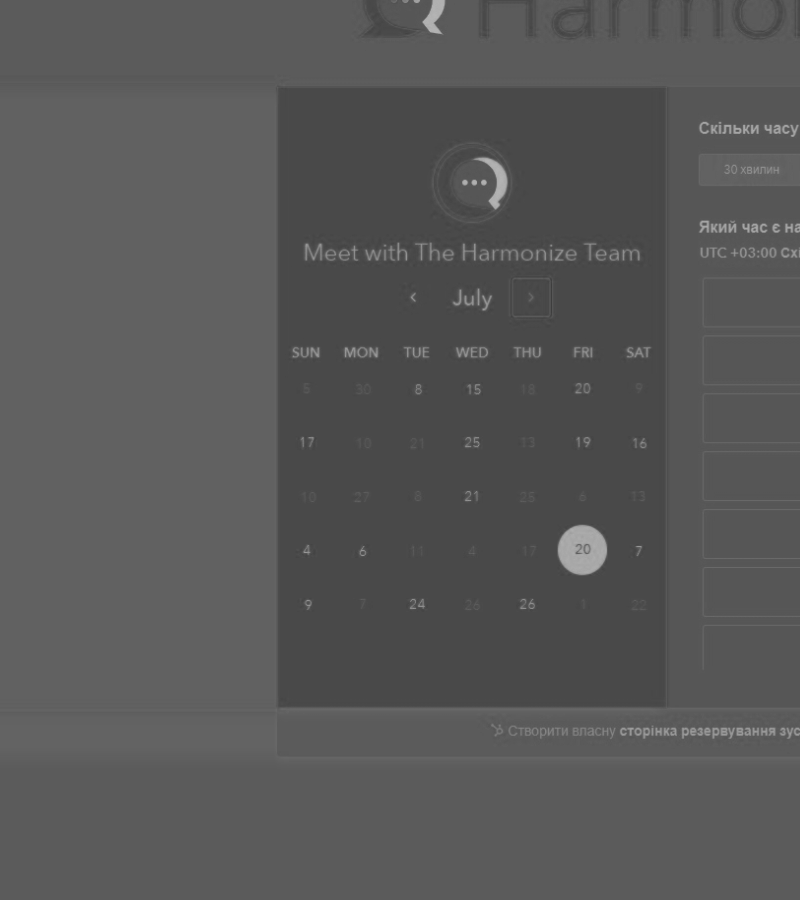 Harmo
Скільки часу
30 хвилин
Meet with The Harmonize Team
Який час є на
UTC +03:00 Схі
July
SUN MON TUE WED THU FRI SAT
5 30 8 15 18 20 9
17 10 21 25 13 19 16
10 27 8 21 25 6 13
4 6 11 4 17 20 7
9 7 24 26 26 1 22
Створити власну сторінка резервування зус